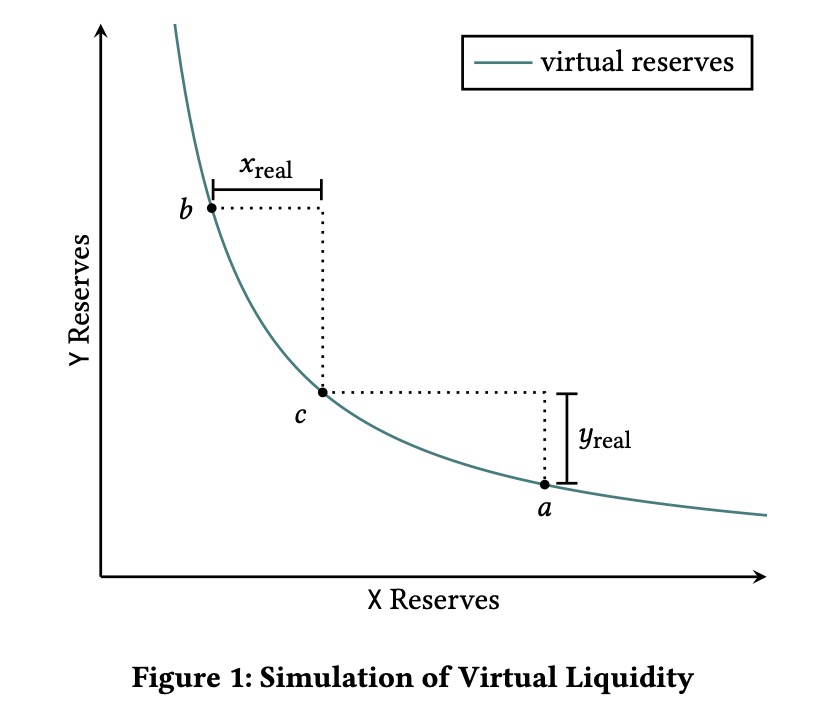 virtual reserves
x_real
b
Y Reserves
c
y_real
a
X Reserves
Figure 1: Simulation of Virtual Liquidity